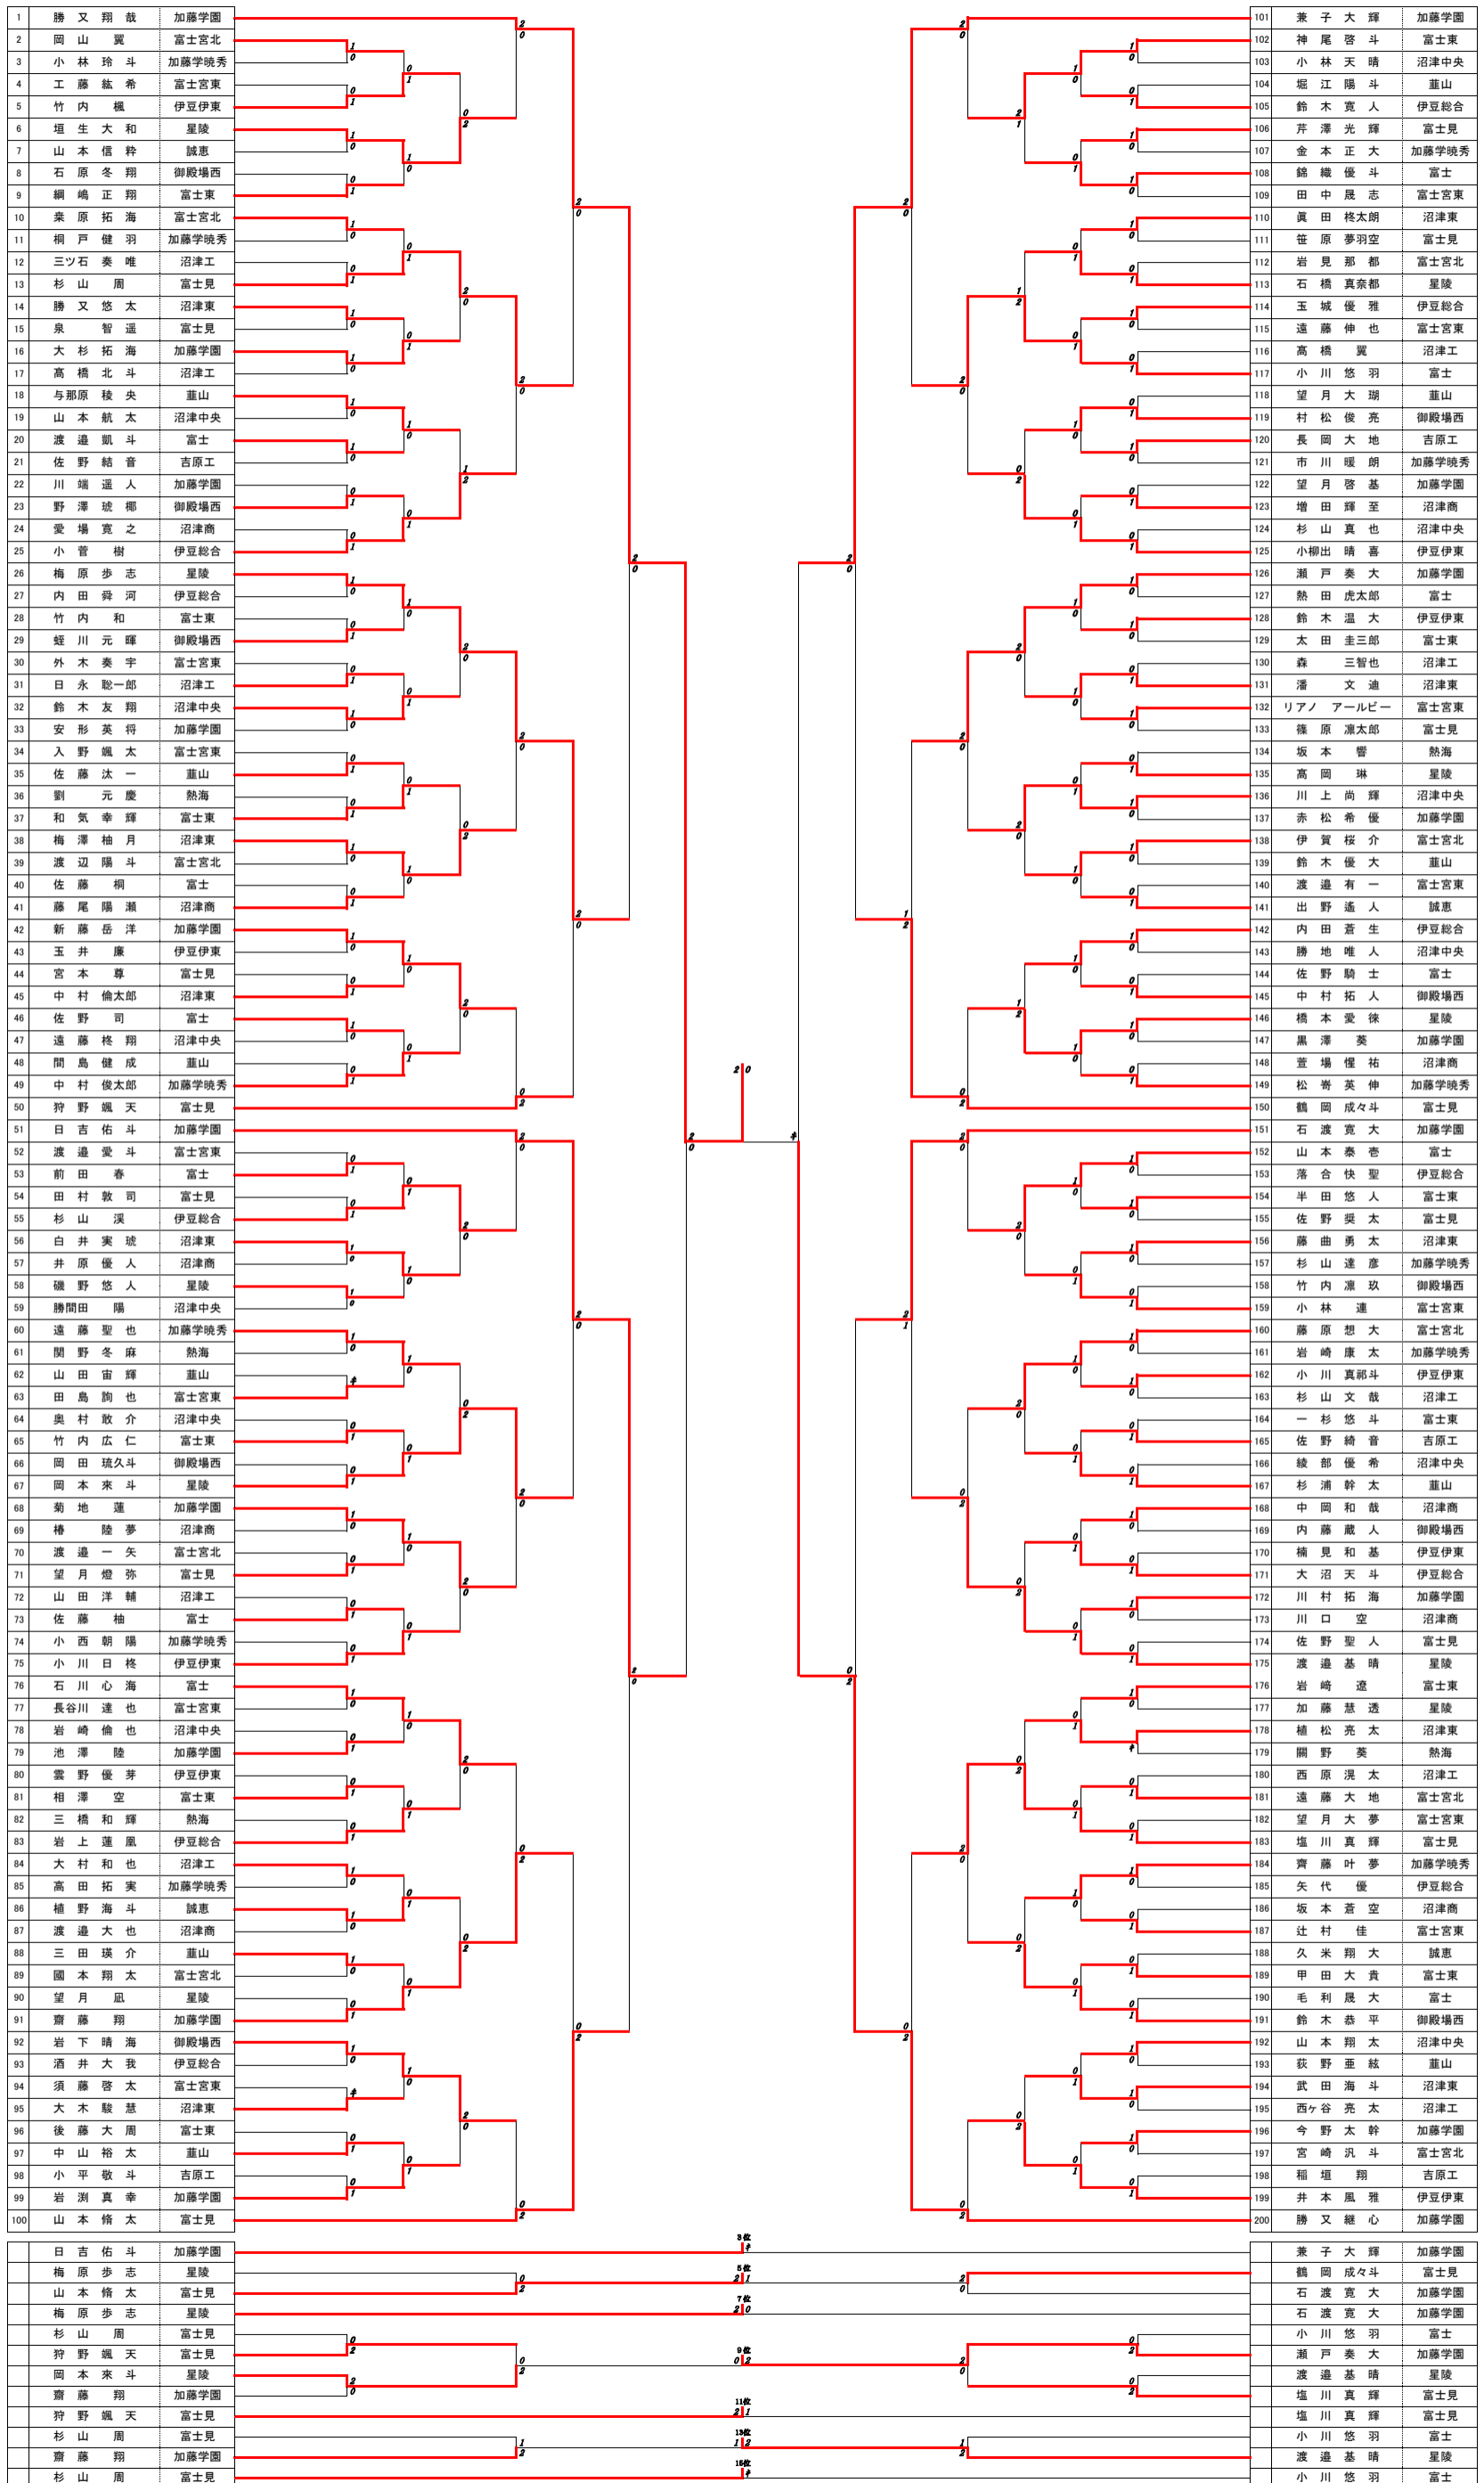 1 勝又翔哉 加藤学園
2 岡山翼 富士宮北
3 小林玲斗 加藤学暁秀
4 工藤紘希 富士宮東
5 竹内楓 伊豆伊東
6 垣生大和 星陵
7 山本信粋 誠恵
8 石原冬翔 御殿場西
9 綱嶋正翔 富士東
10 桒原拓海 富士宮北
11 桐戸健羽 加藤学暁秀
12 三ツ石奏唯 沼津工
13 杉山周 富士見
14 勝又悠太 沼津東
15 泉智遥 富士見
16 大杉拓海 加藤学園
17 髙橋北斗 沼津工
18 与那原稜央 韮山
19 山本航太 沼津中央
20 渡邉凱斗 富士
21 佐野結音 吉原工
22 川端遥人 加藤学園
23 野澤琥椰 御殿場西
24 愛場寛之 沼津商
25 小菅樹 伊豆総合
26 梅原歩志 星陵
27 内田舜河 伊豆総合
28 竹内和 富士東
29 蛭川元暉 御殿場西
30 外木奏宇 富士宮東
31 日永聡一郎 沼津工
32 鈴木友翔 沼津中央
33 安形英将 加藤学園
34 入野颯太 富士宮東
35 佐藤汰一 韮山
36 劉元慶 熱海
37 和気幸輝 富士東
38 梅澤柚月 沼津東
39 渡辺陽斗 富士宮北
40 佐藤桐 富士
41 藤尾陽瀬 沼津商
42 新藤岳洋 加藤学園
43 玉井廉 伊豆伊東
44 宮本尊 富士見
45 中村倫太郎 沼津東
46 佐野司 富士
47 遠藤柊翔 沼津中央
48 間島健成 韮山
49 中村俊太郎 加藤学暁秀
50 狩野颯天 富士見
51 日吉佑斗 加藤学園
52 渡邉愛斗 富士宮東
53 前田春 富士
54 田村敦司 富士見
55 杉山渓 伊豆総合
56 白井実琥 沼津東
57 井原優人 沼津商
58 磯野悠人 星陵
59 勝間田陽 沼津中央
60 遠藤聖也 加藤学暁秀
61 関野冬麻 熱海
62 山田宙輝 韮山
63 田島詢也 富士宮東
64 奥村敢介 沼津中央
65 竹内広仁 富士東
66 岡田琉久斗 御殿場西
67 岡本來斗 星陵
68 菊地蓮 加藤学園
69 椿陸夢 沼津商
70 渡邉一矢 富士宮北
71 望月燈弥 富士見
72 山田洋輔 沼津工
73 佐藤柚 富士
74 小西朝陽 加藤学暁秀
75 小川日柊 伊豆伊東
76 石川心海 富士
77 長谷川達也 富士宮東
78 岩崎倫也 沼津中央
79 池澤陸 加藤学園
80 雲野優芽 伊豆伊東
81 相澤空 富士東
82 三橋和輝 熱海
83 岩上蓮凰 伊豆総合
84 大村和也 沼津工
85 高田拓実 加藤学暁秀
86 植野海斗 誠恵
87 渡邉大也 沼津商
88 三田瑛介 韮山
89 國本翔太 富士宮北
90 望月凪 星陵
91 齋藤翔 加藤学園
92 岩下晴海 御殿場西
93 酒井大我 伊豆総合
94 須藤啓太 富士宮東
95 大木駿慧 沼津東
96 後藤大周 富士東
97 中山裕太 韮山
98 小平敬斗 吉原工
99 岩渕真幸 加藤学園
100 山本脩太 富士見
101 兼子大輝 加藤学園
102 神尾啓斗 富士東
103 小林天晴 沼津中央
104 堀江陽斗 韮山
105 鈴木寛人 伊豆総合
106 芹澤光輝 富士見
107 金本正大 加藤学暁秀
108 錦織優斗 富士
109 田中晟志 富士宮東
110 眞田柊太朗 沼津東
111 笹原夢羽空 富士見
112 岩見那都 富士宮北
113 石橋真奈都 星陵
114 玉城優雅 伊豆総合
115 遠藤伸也 富士宮東
116 髙橋翼 沼津工
117 小川悠羽 富士
118 望月大瑚 韮山
119 村松俊亮 御殿場西
120 長岡大地 吉原工
121 市川暖朗 加藤学暁秀
122 望月啓基 加藤学園
123 増田輝至 沼津商
124 杉山真也 沼津中央
125 小柳出晴喜 伊豆伊東
126 瀬戸奏大 加藤学園
127 熱田虎太郎 富士
128 鈴木温大 伊豆伊東
129 太田圭三郎 富士東
130 森三智也 沼津工
131 潘文迪 沼津東
132 リアノ アールビー 富士宮東
133 篠原凛太郎 富士見
134 坂本響 熱海
135 髙岡琳 星陵
136 川上尚輝 沼津中央
137 赤松希優 加藤学園
138 伊賀桜介 富士宮北
139 鈴木優大 韮山
140 渡邉有一 富士宮東
141 出野遙人 誠恵
142 内田蒼生 伊豆総合
143 勝地唯人 沼津中央
144 佐野騎士 富士
145 中村拓人 御殿場西
146 橋本愛徠 星陵
147 黒澤葵 加藤学園
148 萱場惺祐 沼津商
149 松嵜英伸 加藤学暁秀
150 鶴岡成々斗 富士見
151 石渡寛大 加藤学園
152 山本泰壱 富士
153 落合快聖 伊豆総合
154 半田悠人 富士東
155 佐野奨太 富士見
156 藤曲勇太 沼津東
157 杉山達彦 加藤学暁秀
158 竹内凛玖 御殿場西
159 小林連 富士宮東
160 藤原想大 富士宮北
161 岩崎康太 加藤学暁秀
162 小川真祁斗 伊豆伊東
163 杉山文哉 沼津工
164 一杉悠斗 富士東
165 佐野綺音 吉原工
166 綾部優希 沼津中央
167 杉浦幹太 韮山
168 中岡和哉 沼津商
169 内藤蔵人 御殿場西
170 楠見和基 伊豆伊東
171 大沼天斗 伊豆総合
172 川村拓海 加藤学園
173 川口空 沼津商
174 佐野聖人 富士見
175 渡邉基晴 星陵
176 岩﨑遼 富士東
177 加藤慧透 星陵
178 植松亮太 沼津東
179 關野葵 熱海
180 西原滉太 沼津工
181 遠藤大地 富士宮北
182 望月大夢 富士宮東
183 塩川真輝 富士見
184 齊藤叶夢 加藤学暁秀
185 矢代優 伊豆総合
186 坂本蒼空 沼津商
187 辻村佳 富士宮東
188 久米翔大 誠恵
189 甲田大貴 富士東
190 毛利晟大 富士
191 鈴木恭平 御殿場西
192 山本翔太 沼津中央
193 荻野亜絃 韮山
194 武田海斗 沼津東
195 西ヶ谷亮太 沼津工
196 今野太幹 加藤学園
197 宮崎汎斗 富士宮北
198 稲垣翔 吉原工
199 井本風雅 伊豆伊東
200 勝又継心 加藤学園
日吉佑斗 加藤学園 3位 兼子大輝 加藤学園
梅原歩志 星陵 5位 鶴岡成々斗 富士見
山本脩太 富士見 石渡寛大 加藤学園
梅原歩志 星陵 7位 石渡寛大 加藤学園
杉山周 富士見 小川悠羽 富士
狩野颯天 富士見 9位 瀬戸奏大 加藤学園
岡本來斗 星陵 渡邉基晴 星陵
齋藤翔 加藤学園 塩川真輝 富士見
狩野颯天 富士見 11位 塩川真輝 富士見
杉山周 富士見 13位 小川悠羽 富士
齋藤翔 加藤学園 渡邉基晴 星陵
杉山周 富士見 15位 小川悠羽 富士